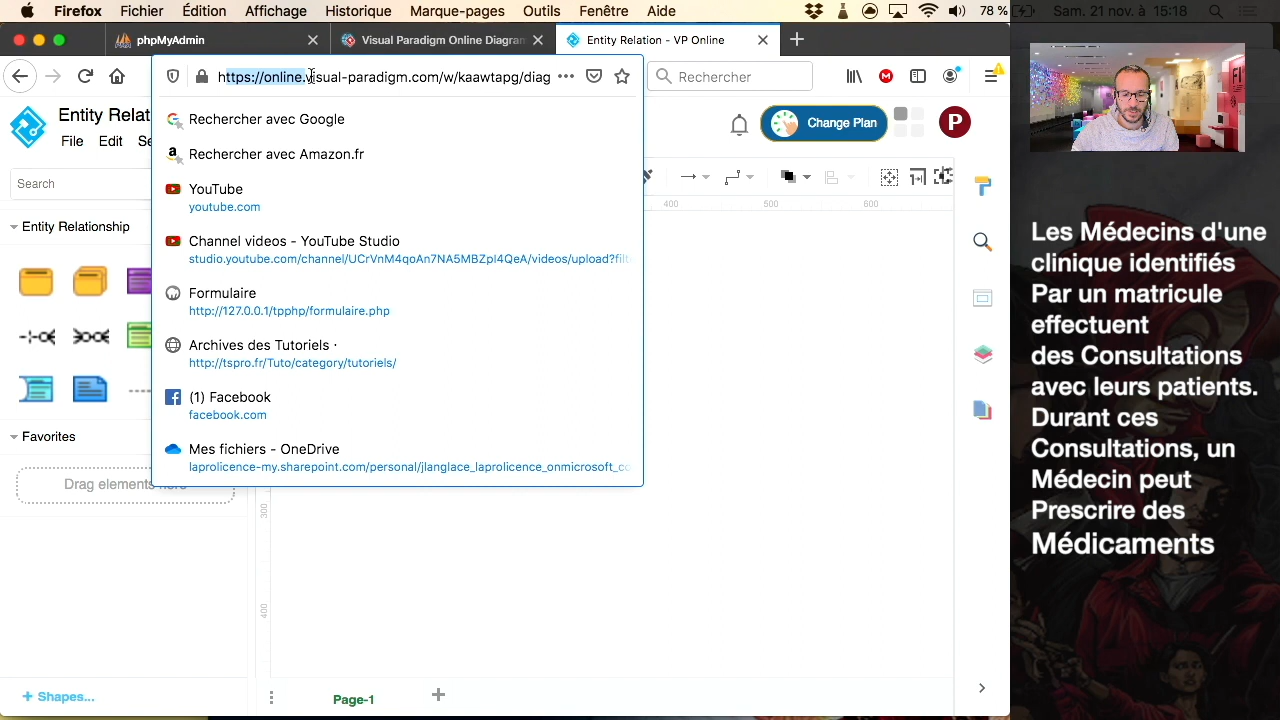 Firefox Fichier Édition Affichage Historique Marque-pages Outils Fenêtre Aide 78 % Sam. 21 nov. à 15:18
phpMyAdmin Visual Paradigm Online Diagram Entity Relation - VP Online
https://online.visual-paradigm.com/w/kaawtapg/diag Rechercher
Entity Relat
File Edit Se
Change Plan P
Search
Entity Relationship
Favorites
Drag elements here
Rechercher avec Google
Rechercher avec Amazon.fr
YouTube
youtube.com
Channel videos - YouTube Studio
studio.youtube.com/channel/UCrVnM4qoAn7NA5MBZpI4QeA/videos/upload?filte
Formulaire
http://127.0.0.1/tpphp/formulaire.php
Archives des Tutoriels ·
http://tspro.fr/Tuto/category/tutoriels/
(1) Facebook
facebook.com
Mes fichiers - OneDrive
laprolicence-my.sharepoint.com/personal/jlanglace_laprolicence_onmicrosoft_co
400 500 600
300
400
+ Shapes...
Page-1
Les Médecins d'une
clinique identifiés
Par un matricule
effectuent
des Consultations
avec leurs patients.
Durant ces
Consultations, un
Médecin peut
Prescrire des
Médicaments